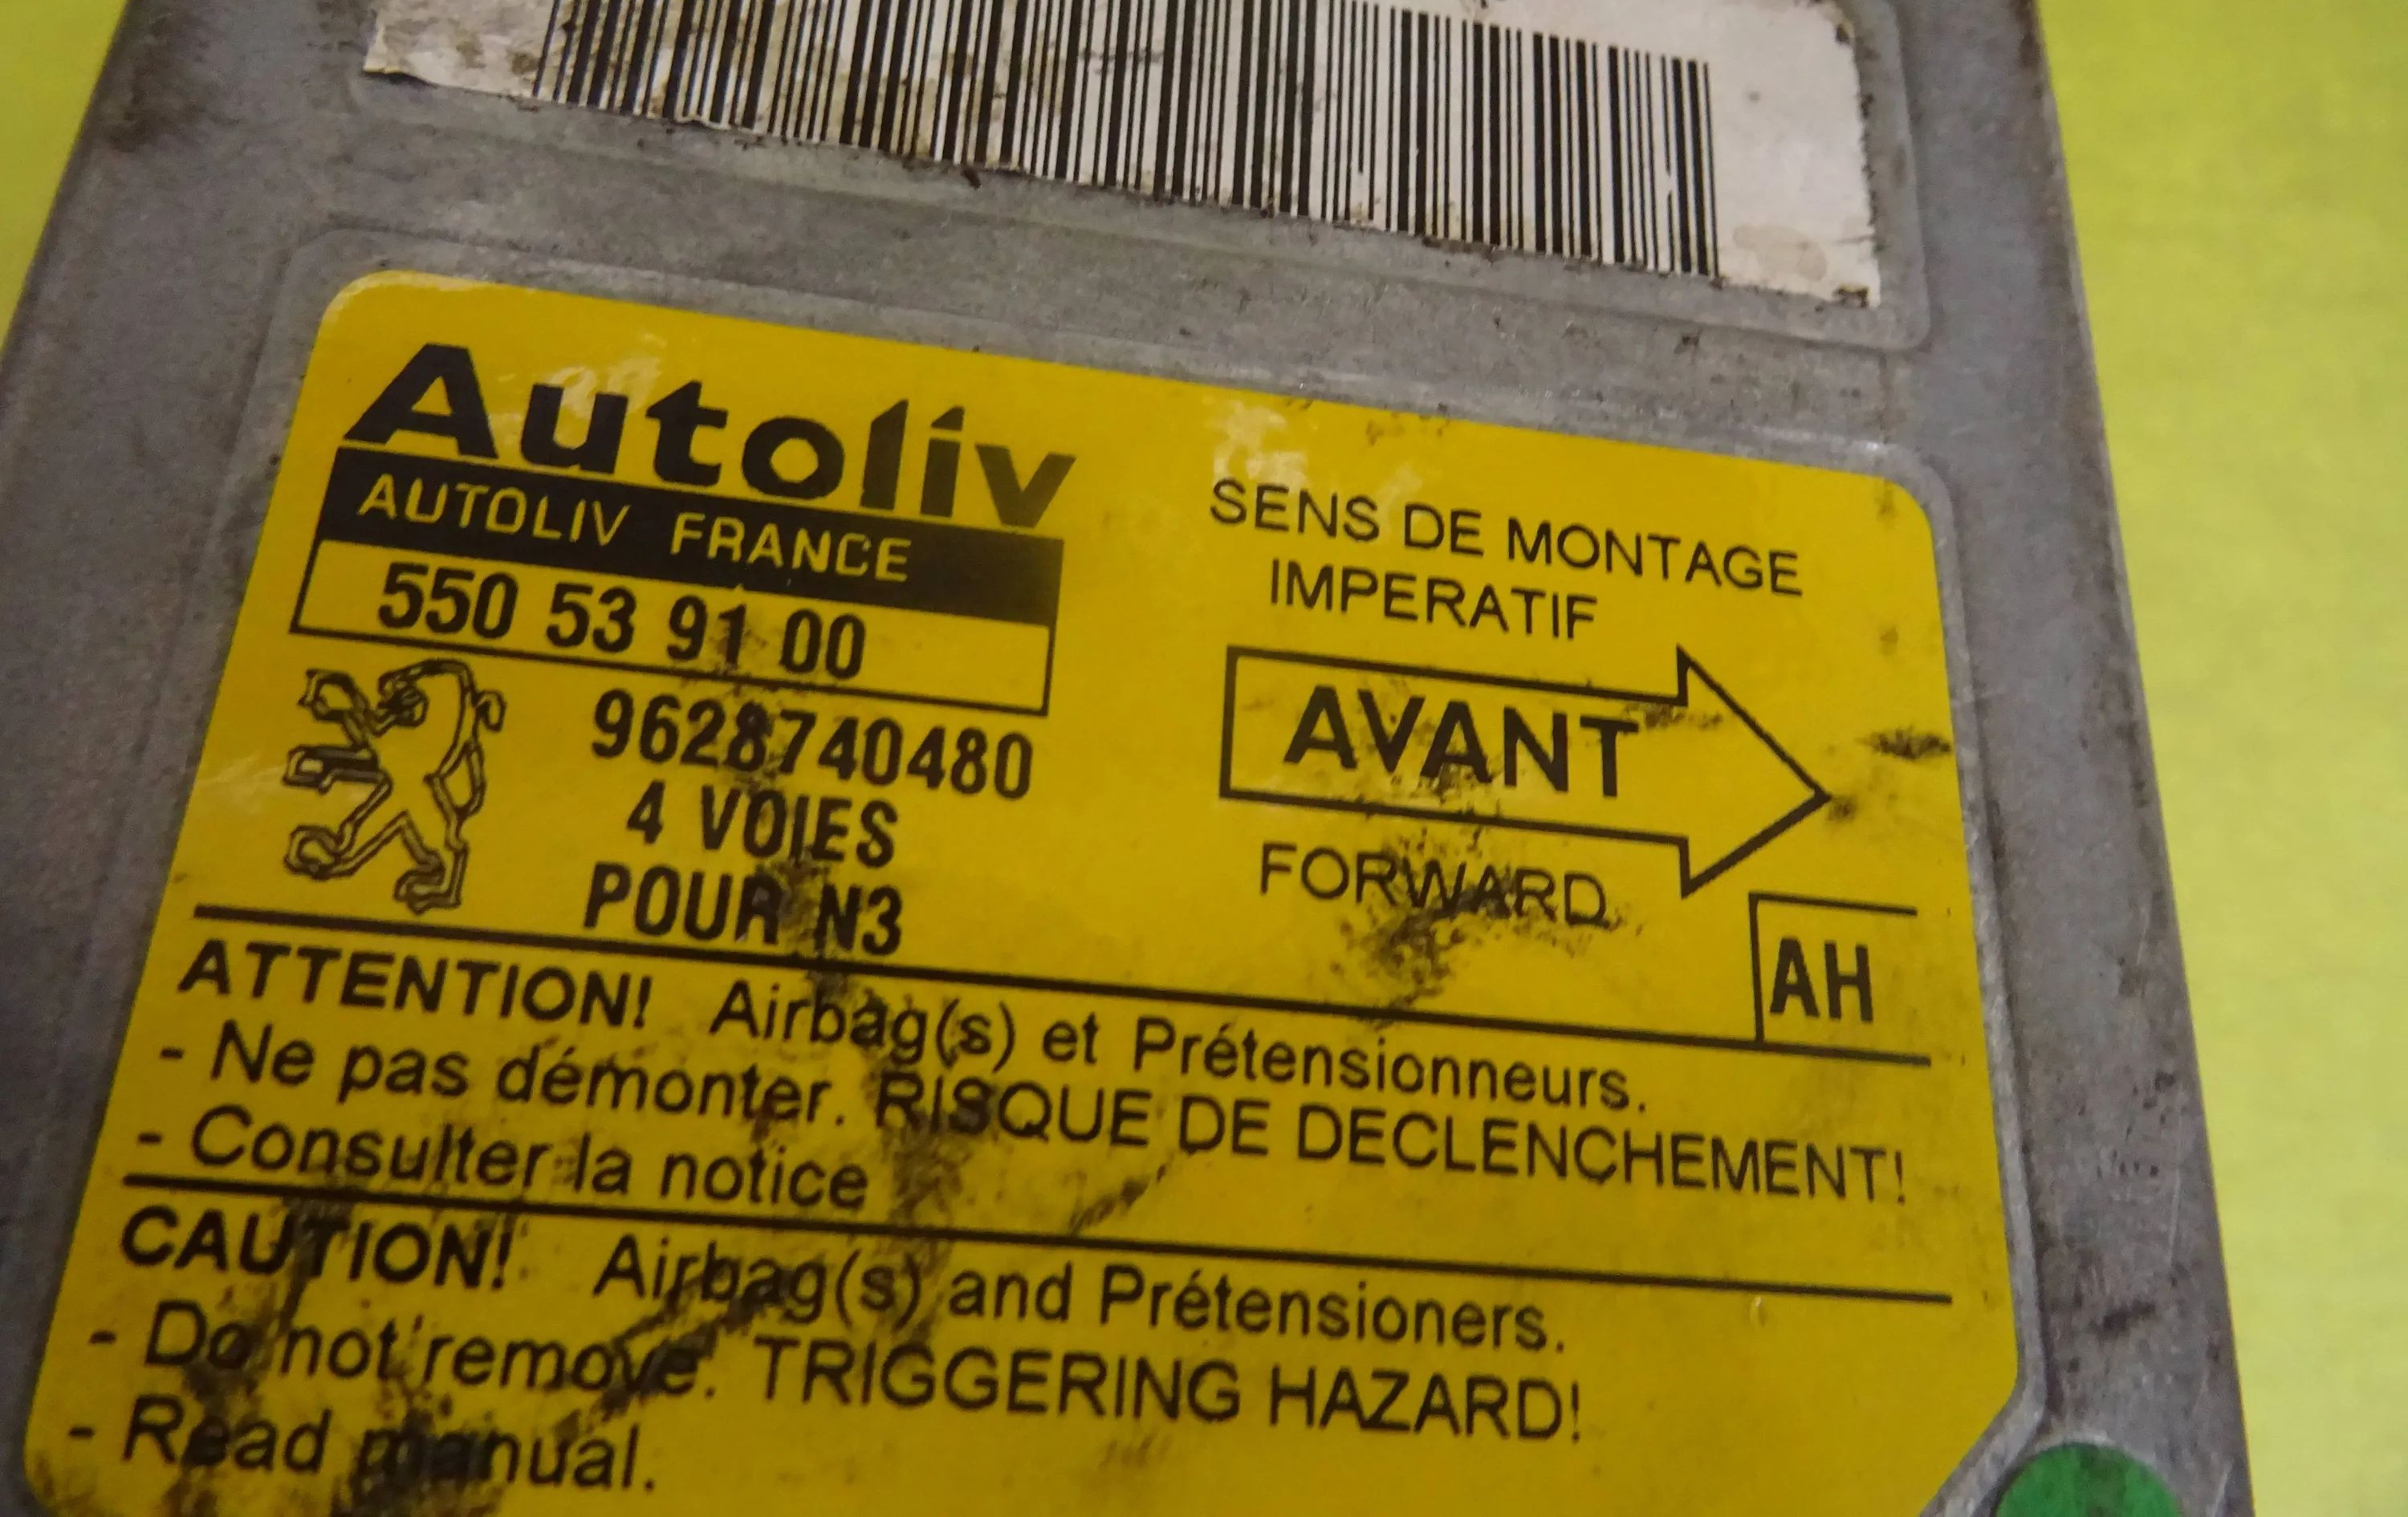 Autoliv
AUTOLIV FRANCE
550 53 91 00
9628740480
4 VOIES
POUR N3
SENS DE MONTAGE
IMPERATIF
AVANT
FORWARD
AH
ATTENTION! Airbag(s) et Prétensionneurs.
- Ne pas démonter. RISQUE DE DECLENCHEMENT!
- Consulter la notice
CAUTION! Airbag(s) and Prétensioners.
- Do not remove. TRIGGERING HAZARD!
- Read manual.